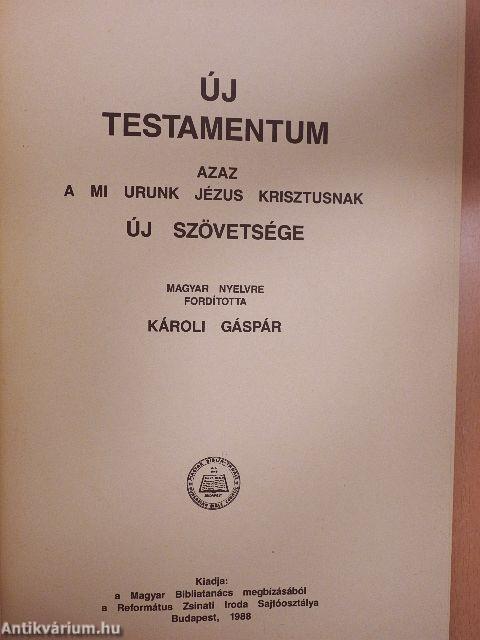 ÚJ
TESTAMENTUM
AZAZ
A MI URUNK JÉZUS KRISZTUSNAK
ÚJ SZÖVETSÉGE
MAGYAR NYELVRE
FORDÍTOTTA
KÁROLI GÁSPÁR
BUDAPEST
Kiadja:
a Magyar Bibliatanács megbízásából
a Református Zsinati Iroda Sajtóosztálya
Budapest, 1988
Antikvárium.hu